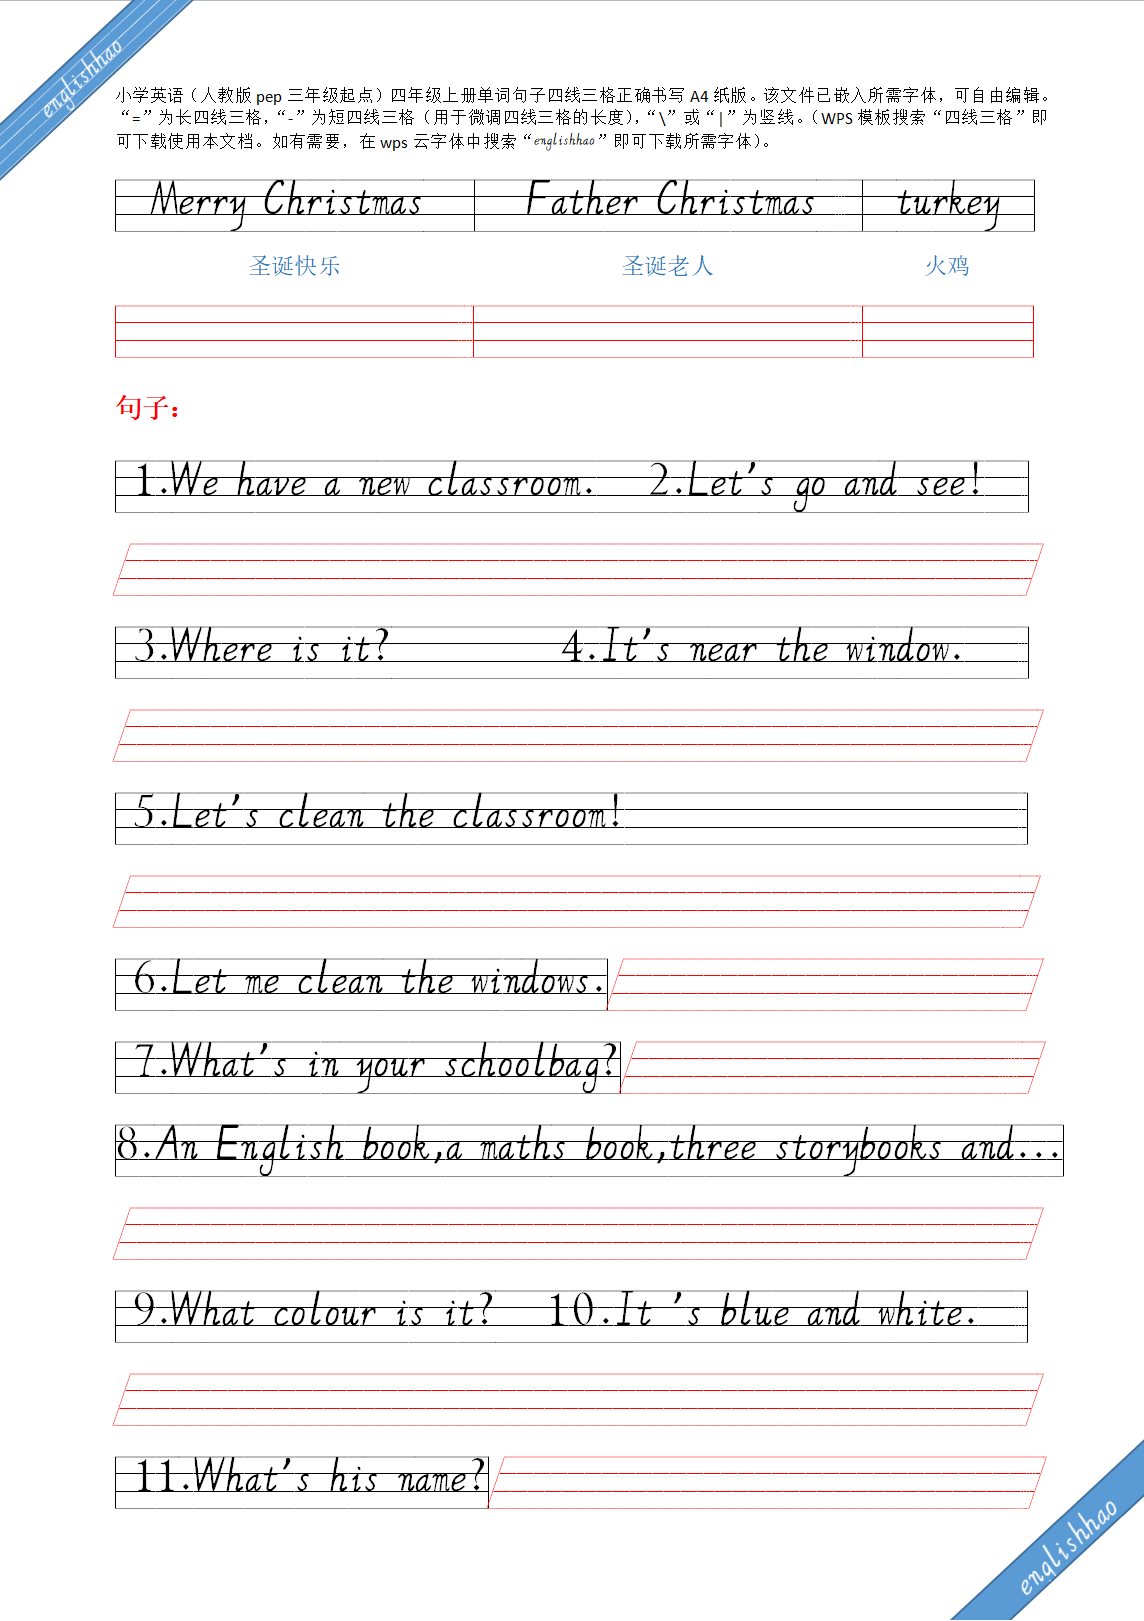 englishhao
小学英语（人教版 pep 三年级起点）四年级上册单词句子四线三格正确书写 A4 纸版。该文件已嵌入所需字体，可自由编辑。
“=”为长四线三格，“-”为短四线三格（用于微调四线三格的长度），“\”或“|”为竖线。（WPS 模板搜索“四线三格”即
可下载使用本文档。如有需要，在 wps 云字体中搜索“englishhao”即可下载所需字体）。
Merry Christmas Father Christmas turkey
圣诞快乐 圣诞老人 火鸡
句子：
1.We have a new classroom. 2.Let's go and see!
3.Where is it? 4.It's near the window.
5.Let's clean the classroom!
6.Let me clean the windows.
7.What's in your schoolbag?
8.An English book,a maths book,three storybooks and...
9.What colour is it? 10.It 's blue and white.
11.What's his name?
englishhao